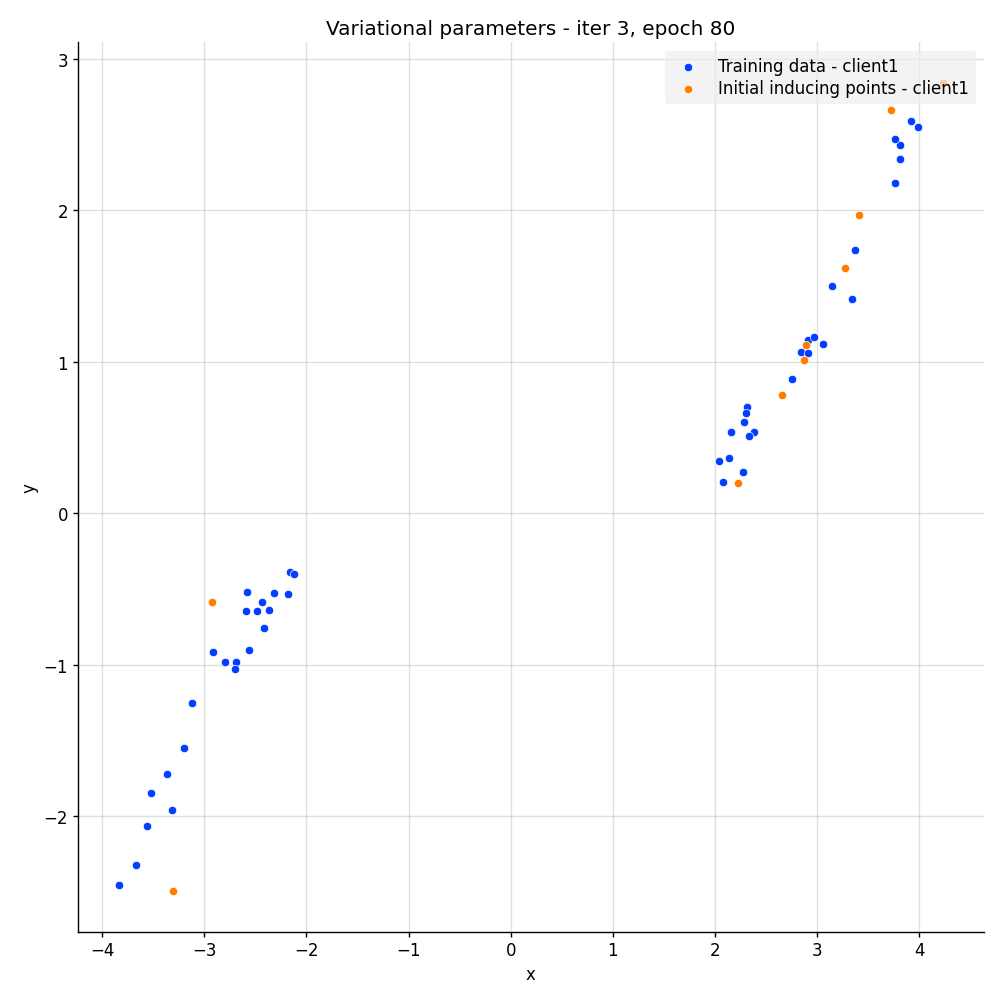 Variational parameters - iter 3, epoch 80
Training data - client1
Initial inducing points - client1
3
2
1
0
−1
−2
y
−4 −3 −2 −1 0 1 2 3 4
x